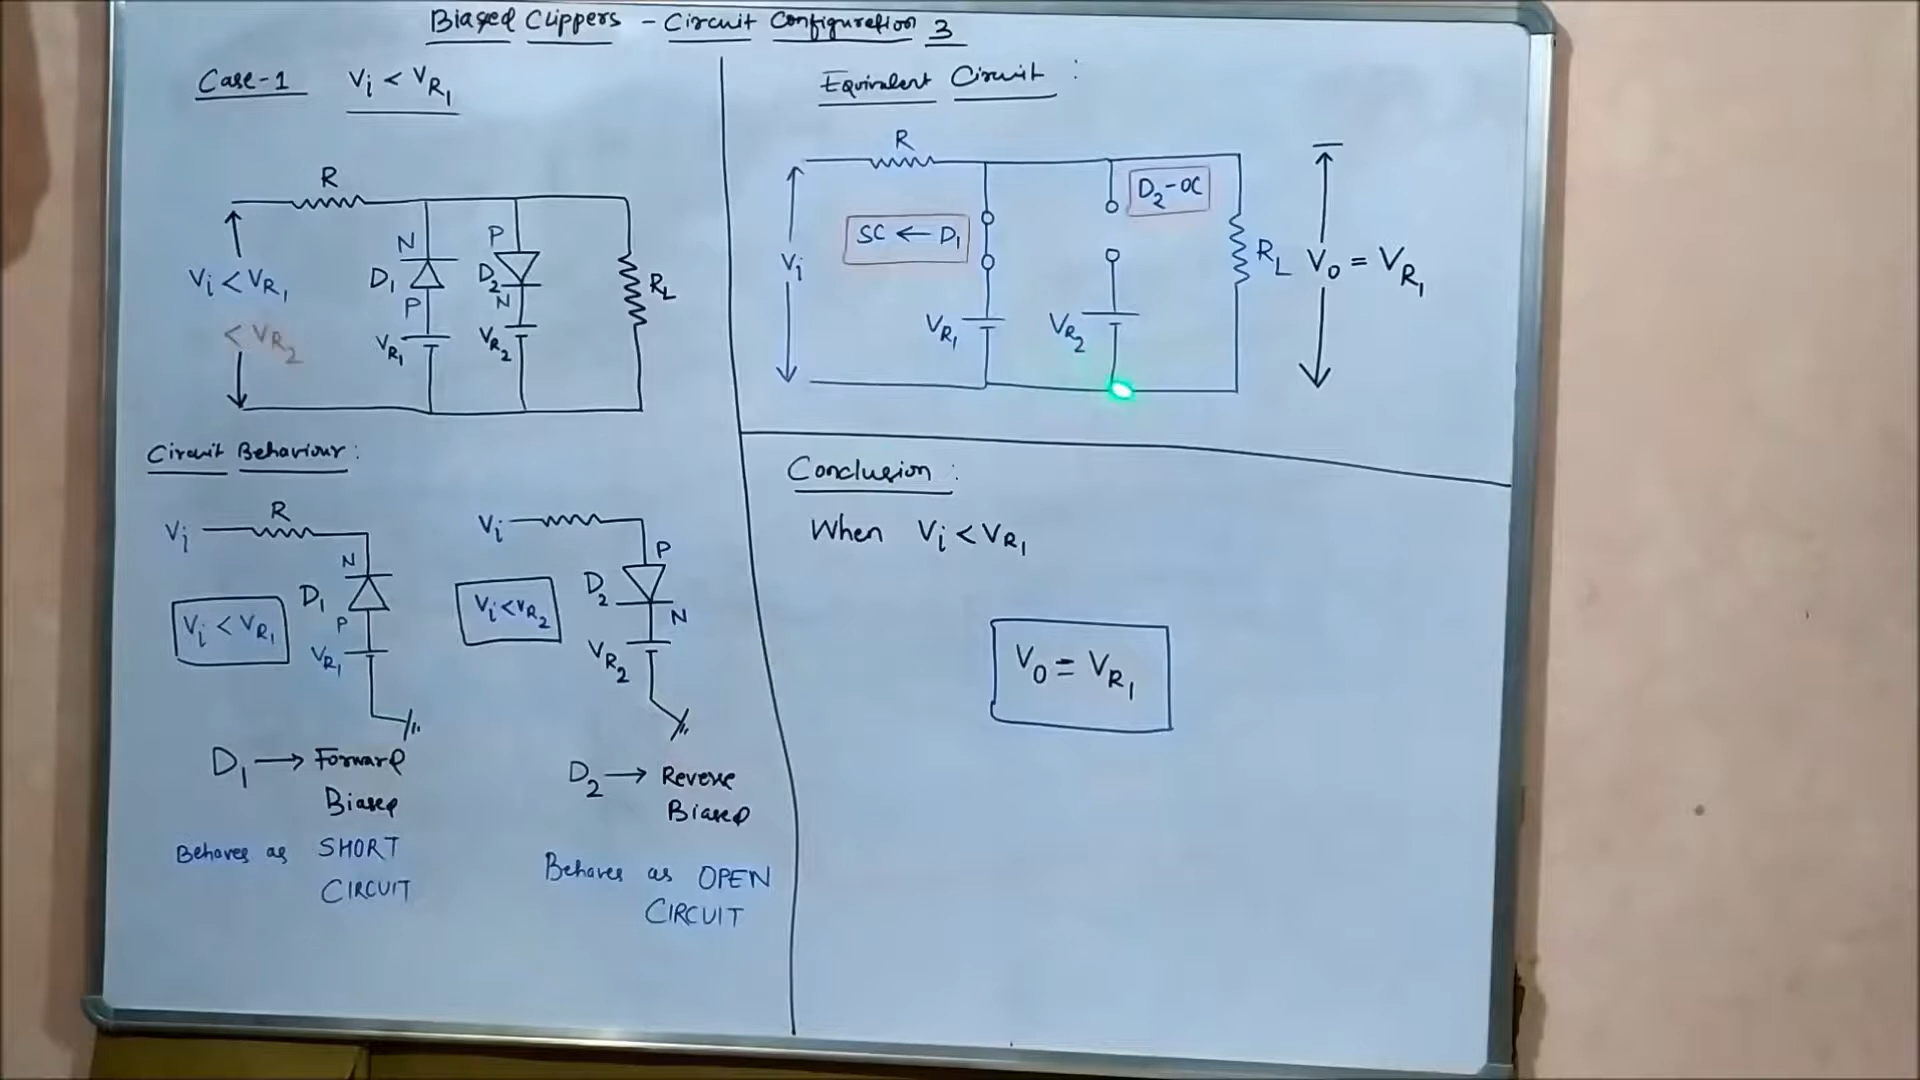 Biased Clippers - Circuit Configuration 3
Case-1 Vi < VR1
R
N
P
D1
D2
P
N
Vi < VR1
< VR2
VR1
VR2
RL
Circuit Behaviour :
Vi
R
N
D1
P
Vi < VR1
VR1
D1 → Forward
Biased
Behaves as SHORT
CIRCUIT
Vi
P
D2
N
Vi < VR2
VR2
D2 → Reverse
Biased
Behaves as OPEN
CIRCUIT
Equivalent Circuit :
R
D2-OC
SC ← D1
Vi
RL
V0 = VR1
VR1
VR2
Conclusion :
When Vi < VR1
V0 = VR1